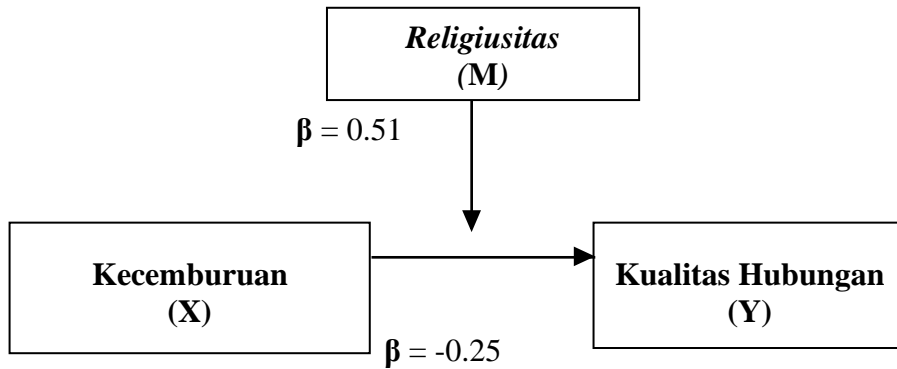 Religiusitas
(M)
β = 0.51
Kecemburuan
(X)
Kualitas Hubungan
(Y)
β = -0.25